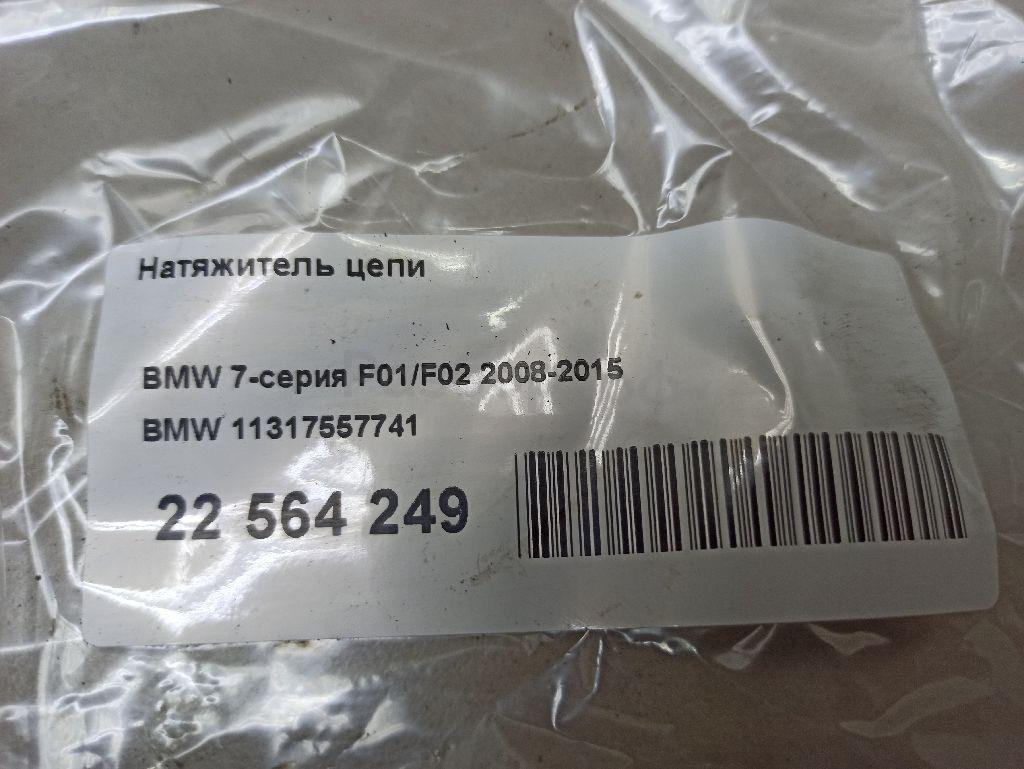 Натяжитель цепи
BMW 7-серия F01/F02 2008-2015
BMW 11317557741
22 564 249